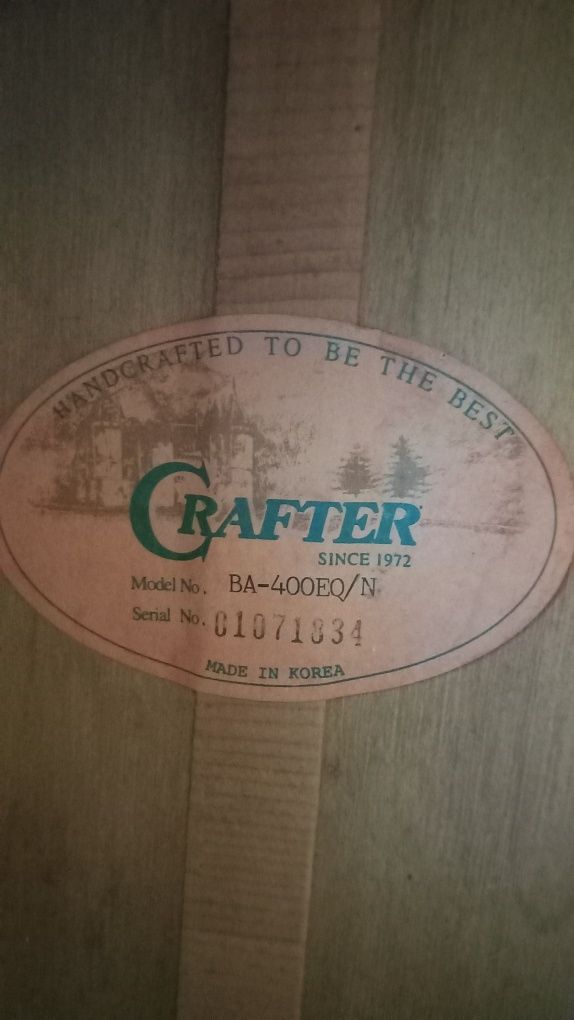 HANDCRAFTED TO BE THE BEST
CRAFTER
SINCE 1972
Model No. BA-400EQ/N
Serial No. 01071834
MADE IN KOREA